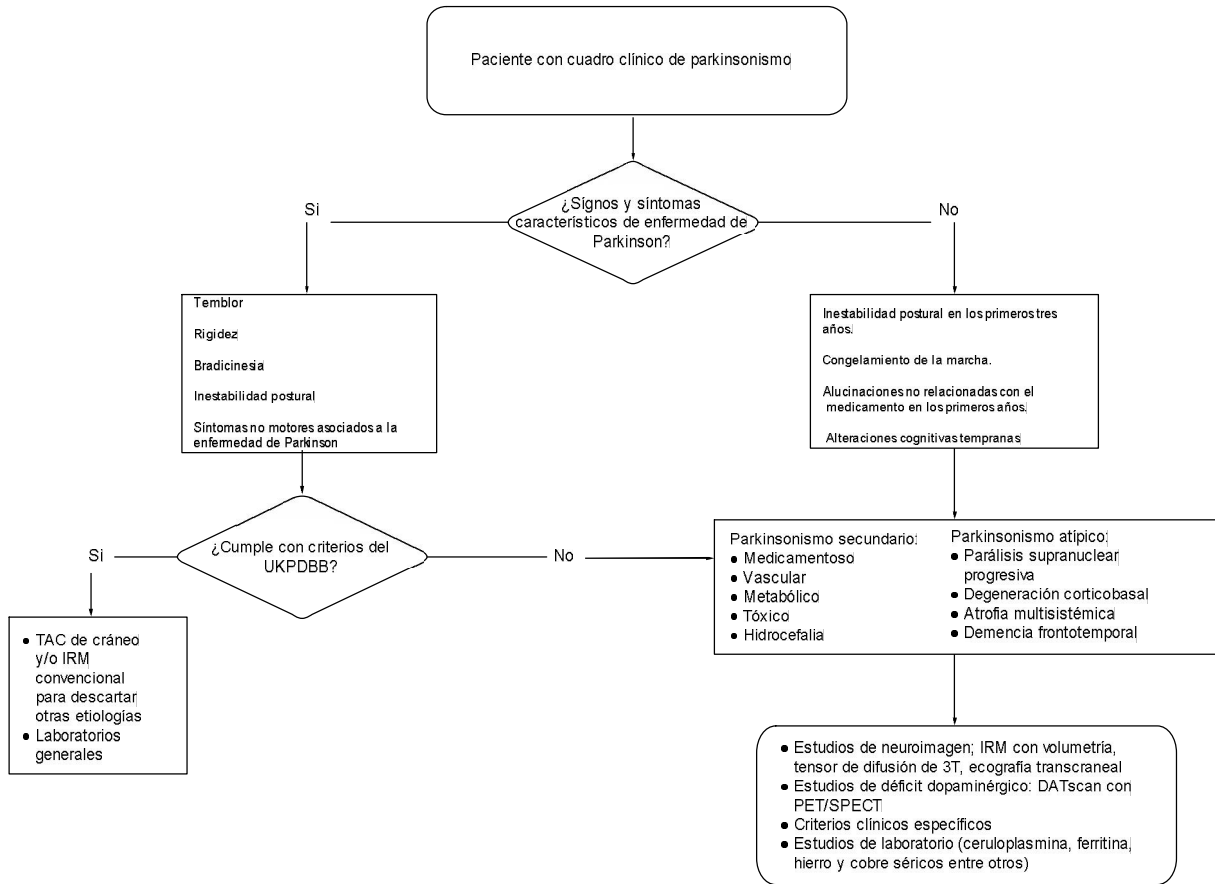 Paciente con cuadro clínico de parkinsonismo
¿Signos y síntomas
característicos de enfermedad de
Parkinson?
Si
No
Temblor
Rigidez
Bradicinesia
Inestabilidad postural
Síntomas no motores asociados a la
enfermedad de Parkinson
Inestabilidad postural en los primeros tres
años.
Congelamiento de la marcha.
Alucinaciones no relacionadas con el
medicamento en los primeros años.
Alteraciones cognitivas tempranas
¿Cumple con criterios del
UKPDBB?
Si
No
● TAC de cráneo
y/o IRM
convencional
para descartar
otras etiologías
● Laboratorios
generales
Parkinsonismo secundario:
● Medicamentoso
● Vascular
● Metabólico
● Tóxico
● Hidrocefalia
Parkinsonismo atípico:
● Parálisis supranuclear
progresiva
● Degeneración corticobasal
● Atrofia multisistémica
● Demencia frontotemporal
● Estudios de neuroimagen; IRM con volumetría,
tensor de difusión de 3T, ecografía transcraneal
● Estudios de déficit dopaminérgico: DATscan con
PET/SPECT
● Criterios clínicos específicos
● Estudios de laboratorio (ceruloplasmina, ferritina,
hierro y cobre séricos entre otros)